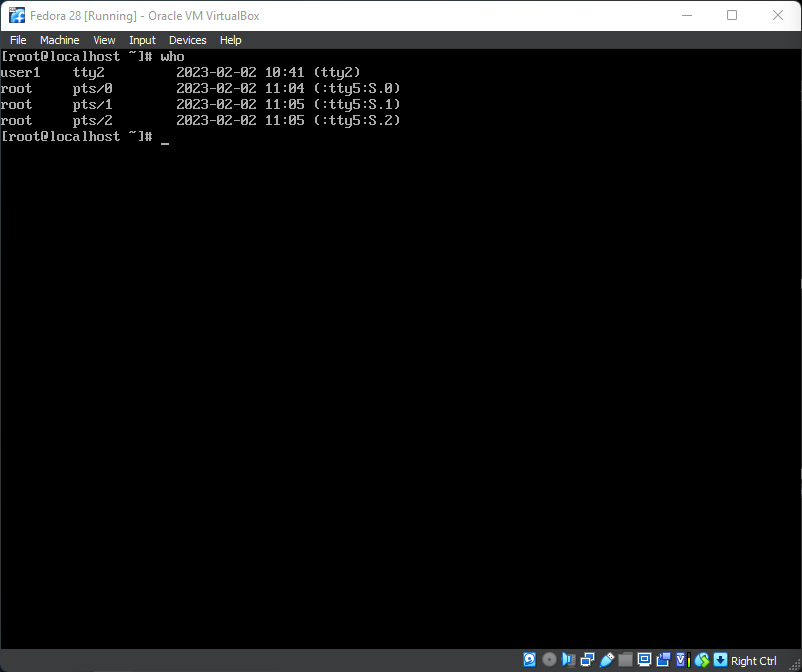 Fedora 28 [Running] - Oracle VM VirtualBox
File Machine View Input Devices Help
[root@localhost ~]# who
user1    tty2         2023-02-02 10:41 (tty2)
root     pts/0        2023-02-02 11:04 (:tty5:S.0)
root     pts/1        2023-02-02 11:05 (:tty5:S.1)
root     pts/2        2023-02-02 11:05 (:tty5:S.2)
[root@localhost ~]# _
Right Ctrl